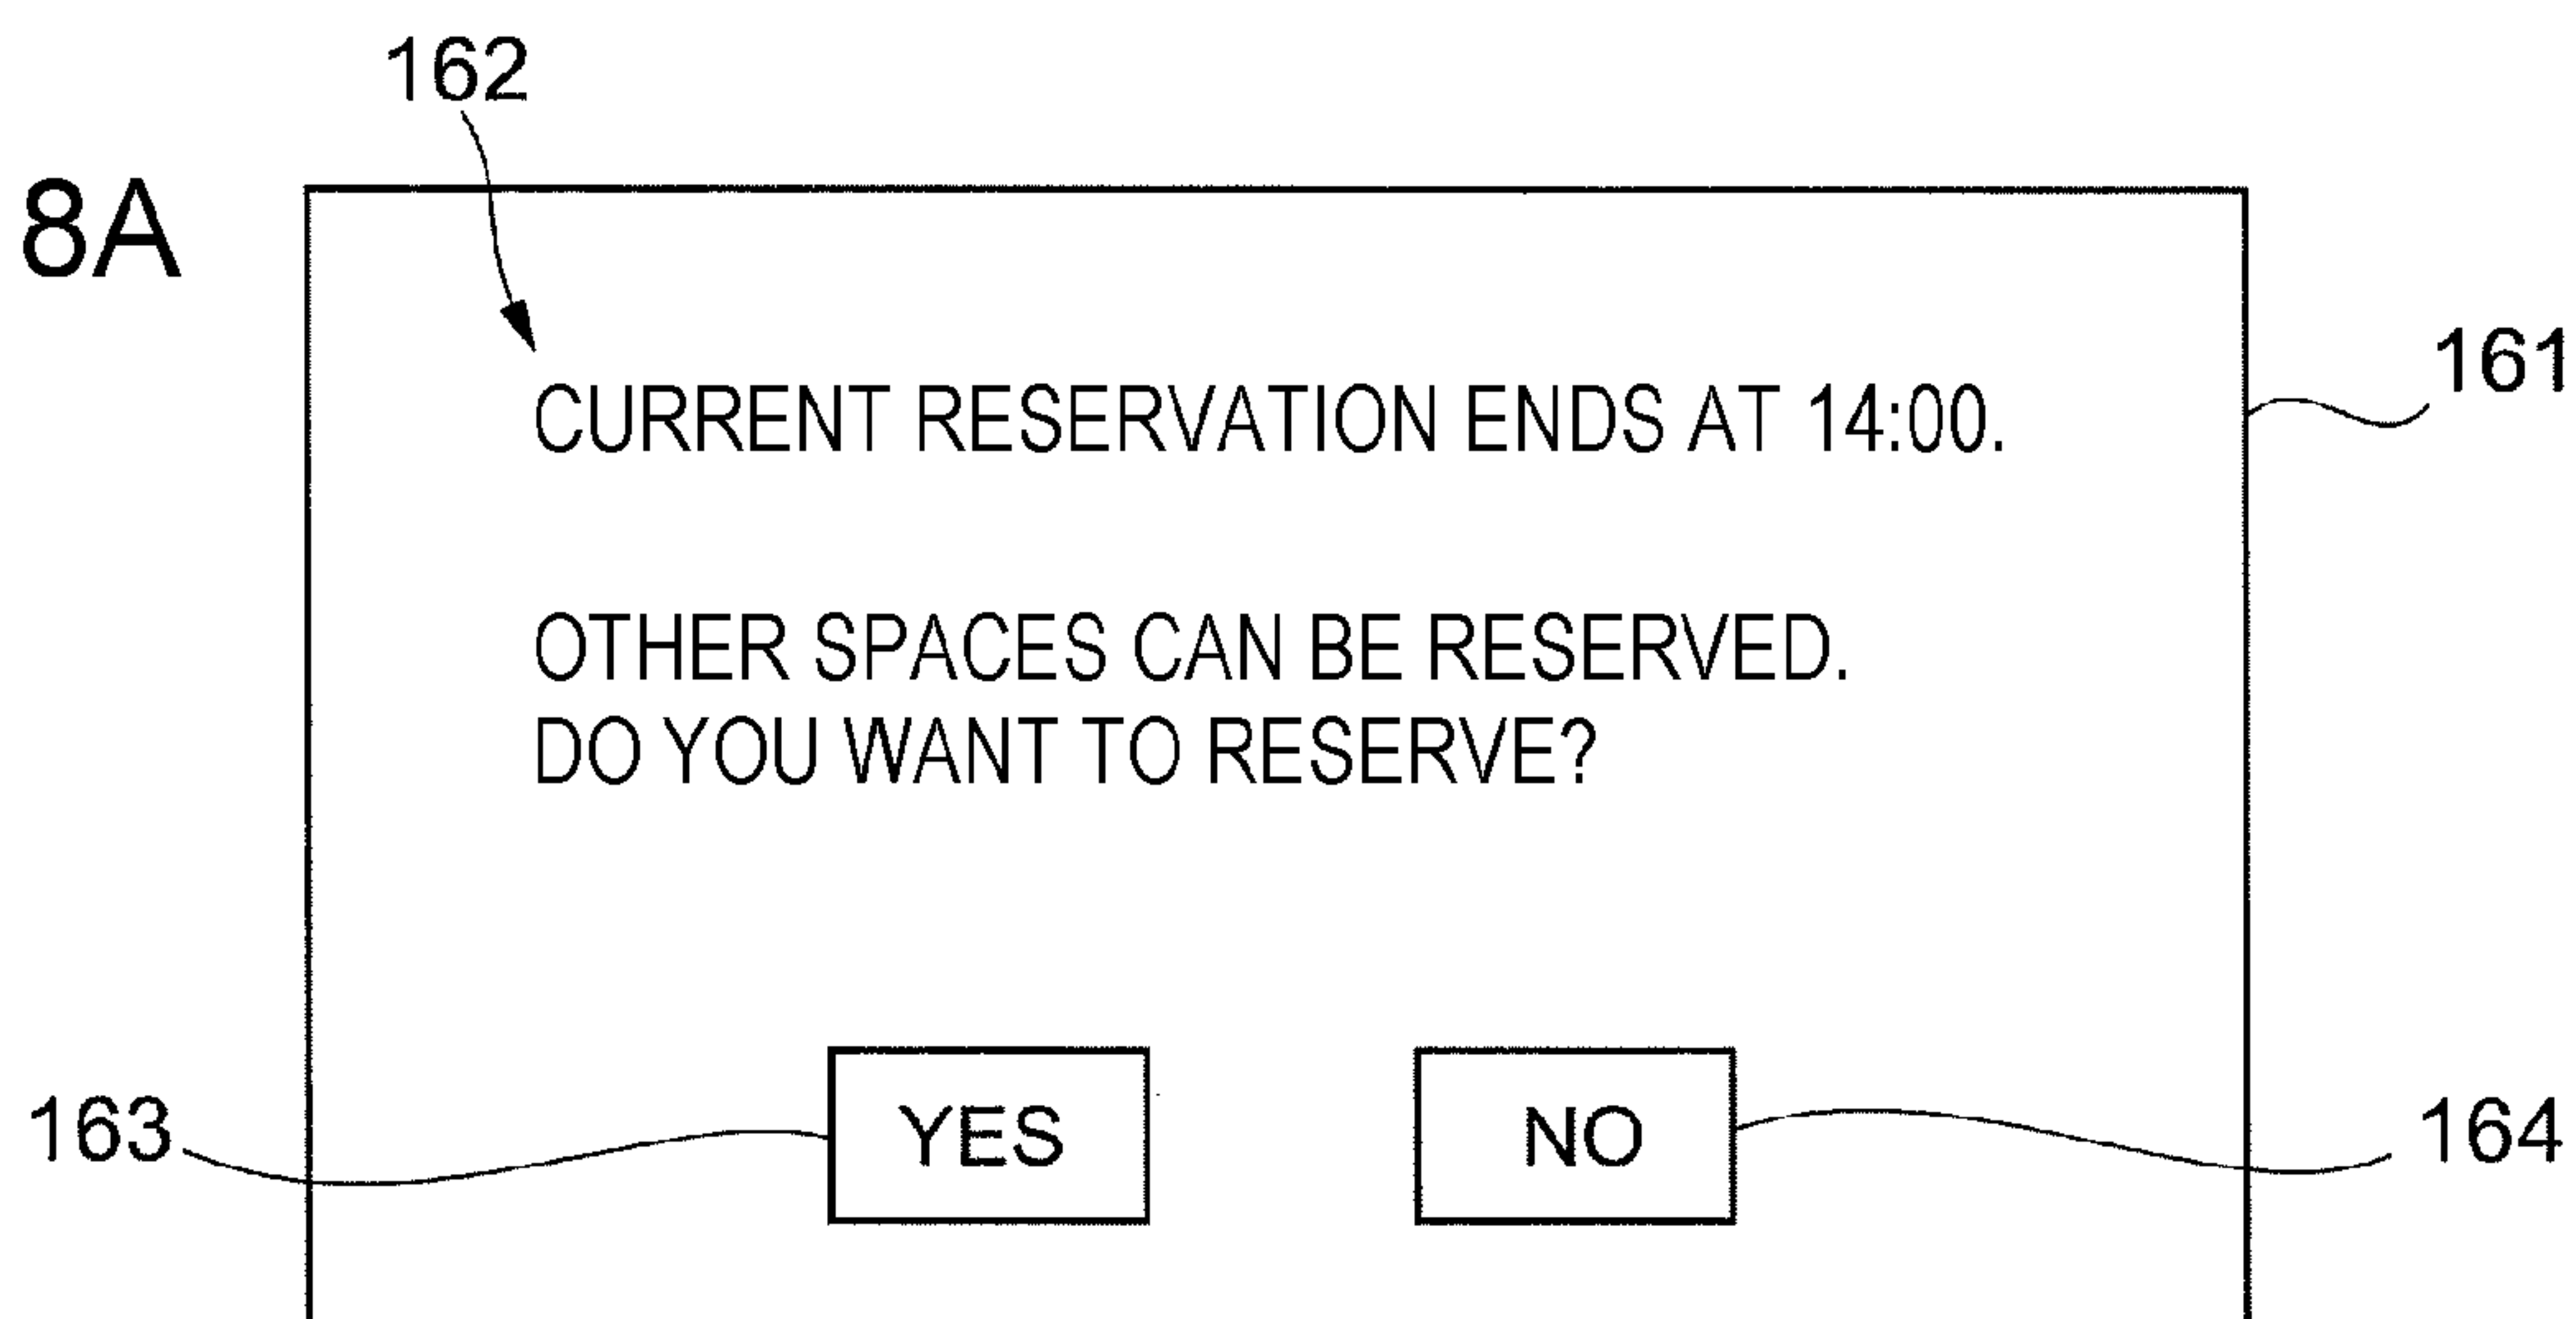 162
8A
161
CURRENT RESERVATION ENDS AT 14:00.
OTHER SPACES CAN BE RESERVED.
DO YOU WANT TO RESERVE?
163
YES
NO
164